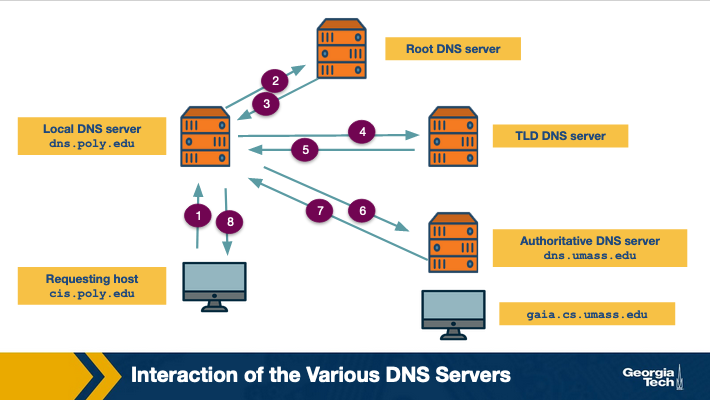 Root DNS server
2
3
Local DNS server
dns.poly.edu
4
5
TLD DNS server
1
8
7
6
Authoritative DNS server
dns.umass.edu
Requesting host
cis.poly.edu
gaia.cs.umass.edu
Interaction of the Various DNS Servers
Georgia
Tech